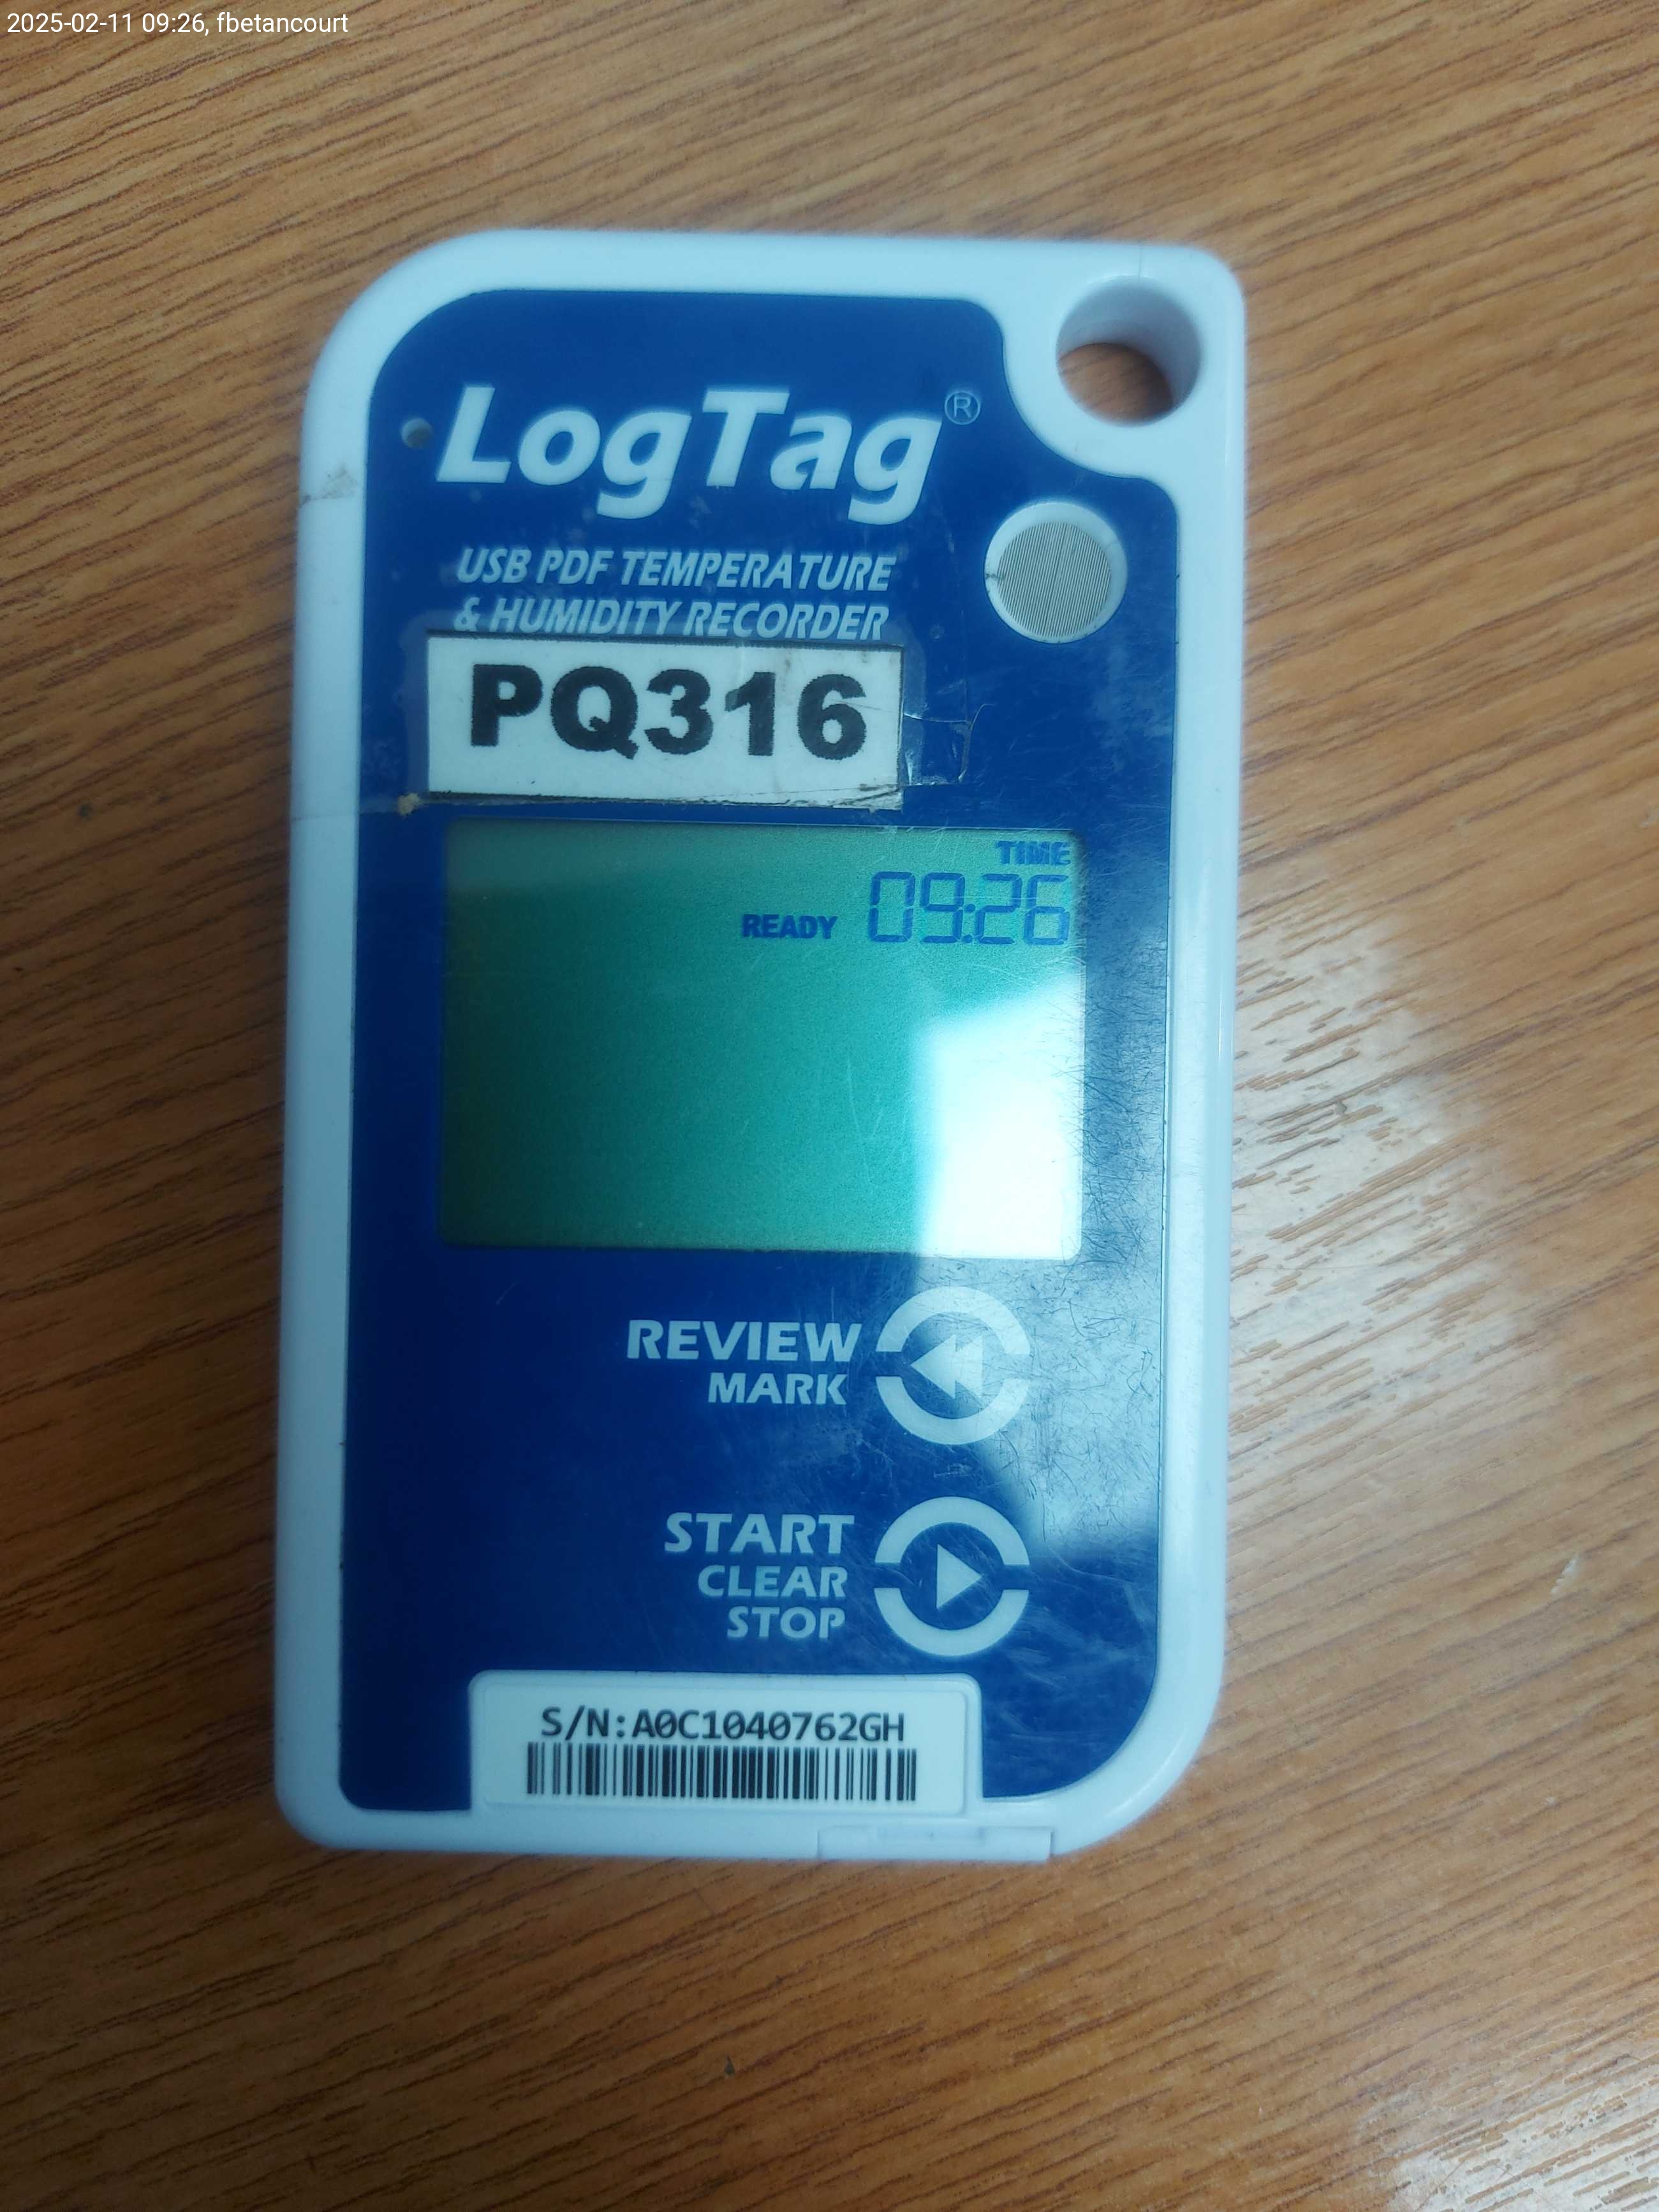 2025-02-11 09:26, fbetancourt
LogTag®
USB PDF TEMPERATURE
& HUMIDITY RECORDER
PQ316
TIME
READY 09:26
REVIEW
MARK
START
CLEAR
STOP
S/N:A0C1040762GH